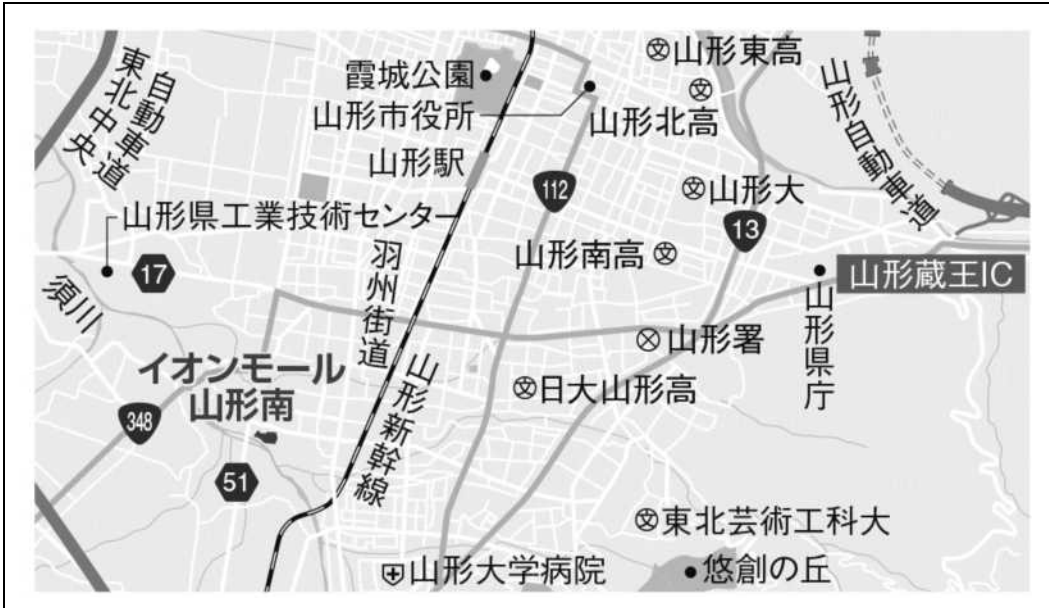 山形東高
霞城公園
山形市役所
山形北高
東北中央
自動車道
山形自動車道
山形駅
112
山形大
山形県工業技術センター
13
山形南高
17
山形蔵王IC
須川
羽州街道
山形県庁
山形署
イオンモール
山形南
日大山形高
348
山形新幹線
51
東北芸術工科大
山形大学病院
悠創の丘